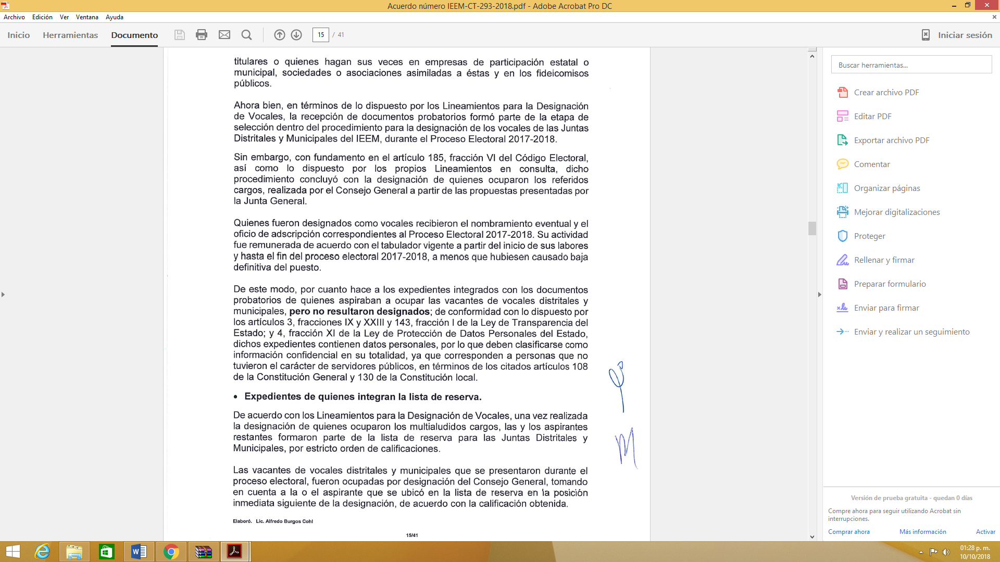 Acuerdo número IEEM-CT-293-2018.pdf - Adobe Acrobat Pro DC
Archivo Edición Ver Ventana Ayuda
Inicio Herramientas Documento 15 / 41 Iniciar sesión
titulares o quienes hagan sus veces en empresas de participación estatal o
municipal, sociedades o asociaciones asimiladas a éstas y en los fideicomisos
públicos.
Ahora bien, en términos de lo dispuesto por los Lineamientos para la Designación
de Vocales, la recepción de documentos probatorios formó parte de la etapa de
selección dentro del procedimiento para la designación de los vocales de las Juntas
Distritales y Municipales del IEEM, durante el Proceso Electoral 2017-2018.
Sin embargo, con fundamento en el artículo 185, fracción VI del Código Electoral,
así como lo dispuesto por los propios Lineamientos en consulta, dicho
procedimiento concluyó con la designación de quienes ocuparon los referidos
cargos, realizada por el Consejo General a partir de las propuestas presentadas por
la Junta General.
Quienes fueron designados como vocales recibieron el nombramiento eventual y el
oficio de adscripción correspondientes al Proceso Electoral 2017-2018. Su actividad
fue remunerada de acuerdo con el tabulador vigente a partir del inicio de sus labores
y hasta el fin del proceso electoral 2017-2018, a menos que hubiesen causado baja
definitiva del puesto.
De este modo, por cuanto hace a los expedientes integrados con los documentos
probatorios de quienes aspiraban a ocupar las vacantes de vocales distritales y
municipales, pero no resultaron designados; de conformidad con lo dispuesto por
los artículos 3, fracciones IX y XXIII y 143, fracción I de la Ley de Transparencia del
Estado; y 4, fracción XI de la Ley de Protección de Datos Personales del Estado,
dichos expedientes contienen datos personales, por lo que deben clasificarse como
información confidencial en su totalidad, ya que corresponden a personas que no
tuvieron el carácter de servidores públicos, en términos de los citados artículos 108
de la Constitución General y 130 de la Constitución local.
• Expedientes de quienes integran la lista de reserva.
De acuerdo con los Lineamientos para la Designación de Vocales, una vez realizada
la designación de quienes ocuparon los multialudidos cargos, las y los aspirantes
restantes formaron parte de la lista de reserva para las Juntas Distritales y
Municipales, por estricto orden de calificaciones.
Las vacantes de vocales distritales y municipales que se presentaron durante el
proceso electoral, fueron ocupadas por designación del Consejo General, tomando
en cuenta a la o el aspirante que se ubicó en la lista de reserva en la posición
inmediata siguiente de la designación, de acuerdo con la calificación obtenida.
Elaboró. Lic. Alfredo Burgos Cohl
15/41
Buscar herramientas...
Crear archivo PDF
Editar PDF
Exportar archivo PDF
Comentar
Organizar páginas
Mejorar digitalizaciones
Proteger
Rellenar y firmar
Preparar formulario
Enviar para firmar
Enviar y realizar un seguimiento
Versión de prueba gratuita - quedan 0 días
Compre ahora para seguir utilizando Acrobat sin
interrupciones.
Comprar ahora Más información Activar
01:28 p. m.
10/10/2018